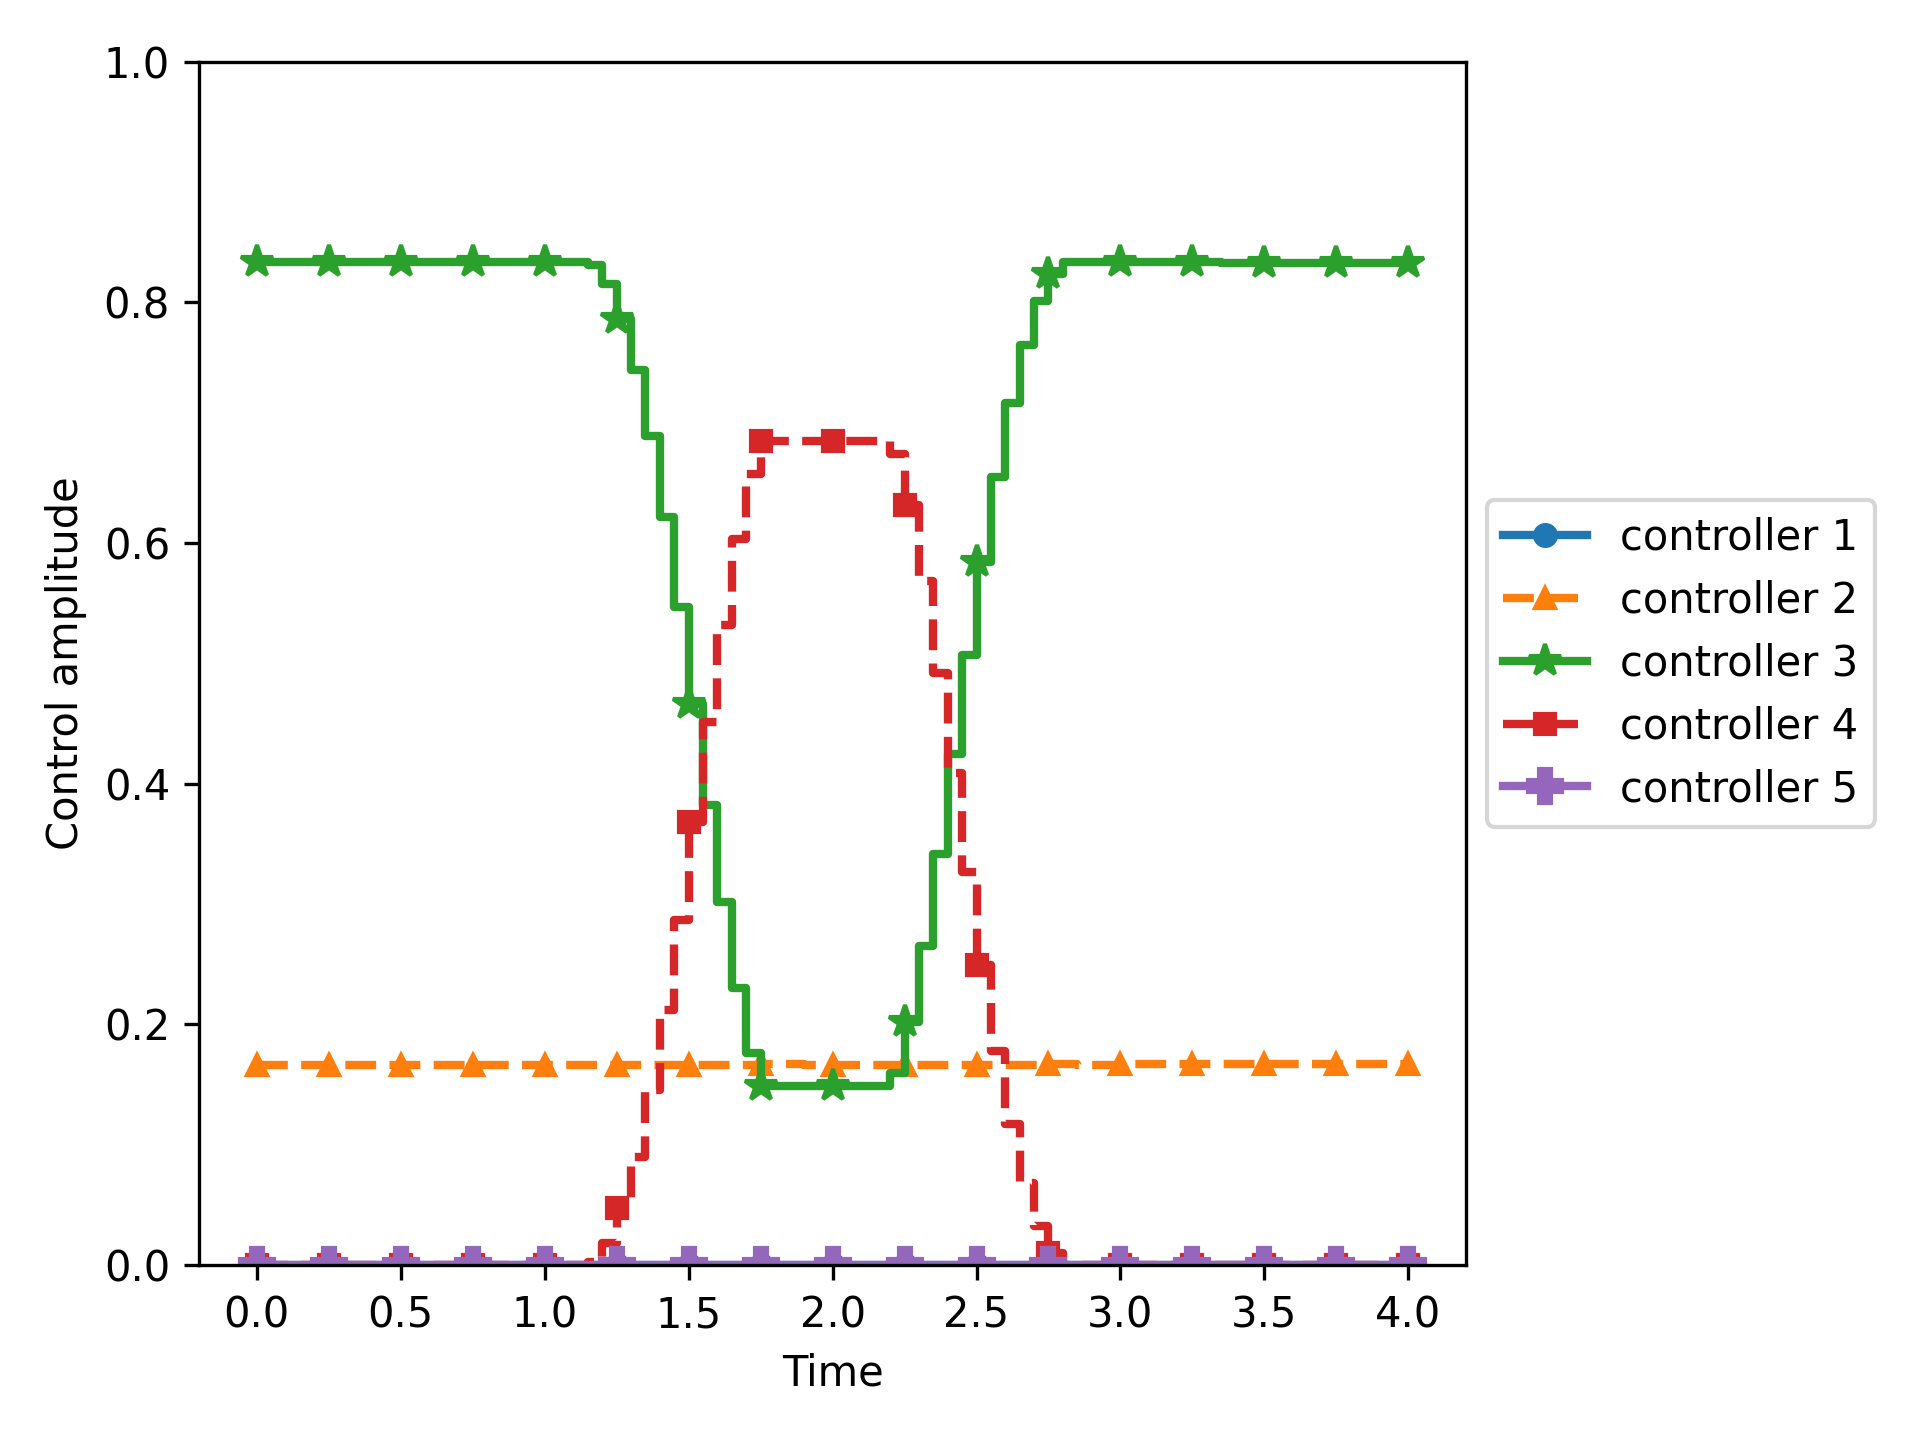 Control amplitude
1.0
0.8
0.6
0.4
0.2
0.0
0.0 0.5 1.0 1.5 2.0 2.5 3.0 3.5 4.0
Time
controller 1
controller 2
controller 3
controller 4
controller 5